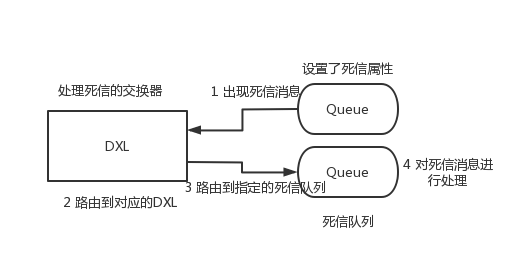 设置了死信属性
处理死信的交换器
1 出现死信消息
Queue
DXL
Queue
4 对死信消息进
行处理
3 路由到指定的死信队列
2 路由到对应的DXL
死信队列